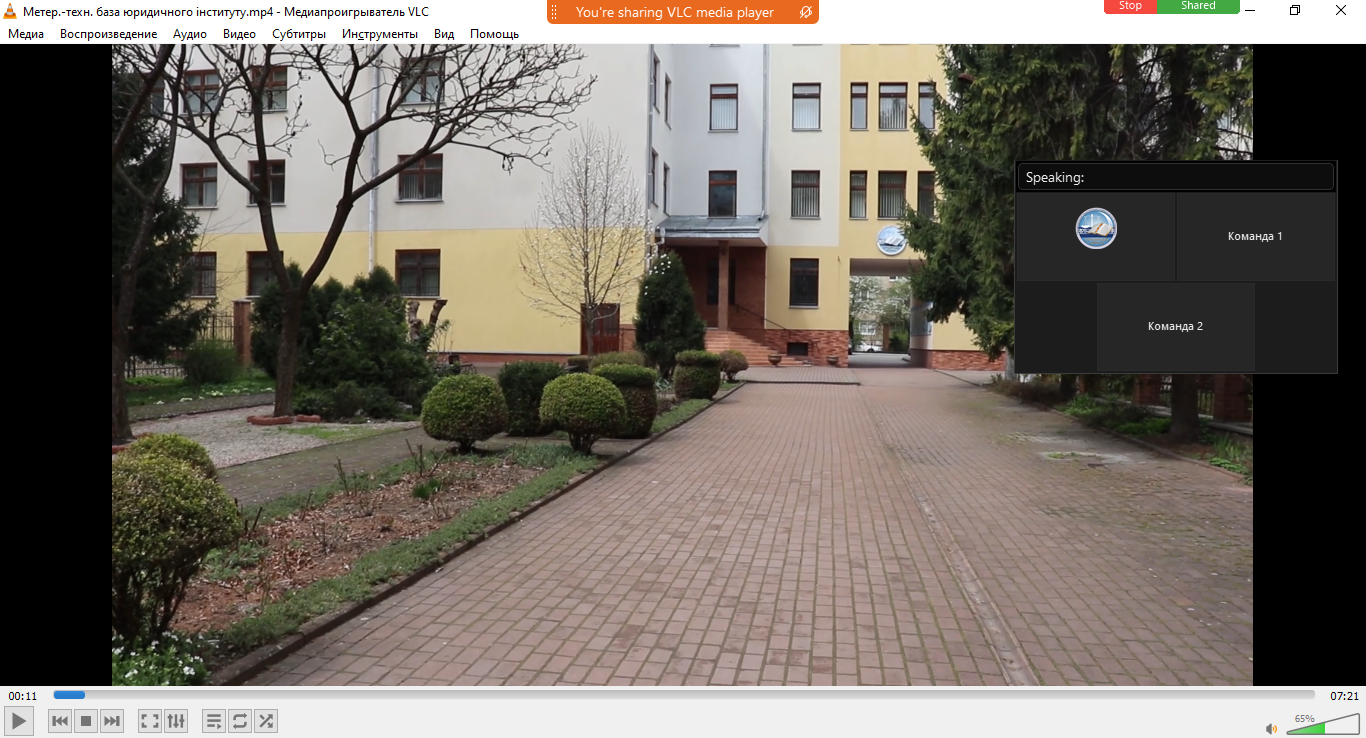 Метер.-техн. база юридичного інституту.mp4 - Медиапроигрыватель VLC
You're sharing VLC media player
Stop
Shared
Медиа Воспроизведение Аудио Видео Субтитры Инструменты Вид Помощь
Speaking:
Команда 1
Команда 2
00:11
07:21
65%